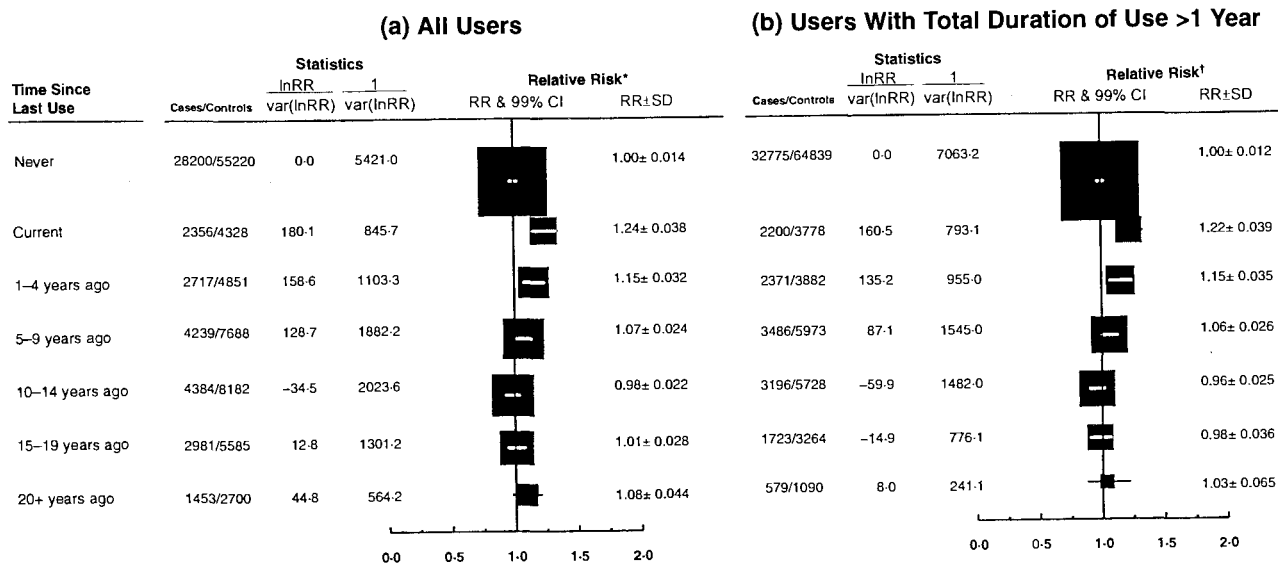 (a) All Users
(b) Users With Total Duration of Use >1 Year
Time Since
Last Use
Statistics
Cases/Controls
lnRR
var(lnRR)
1
var(lnRR)
Relative Risk*
RR & 99% CI
RR±SD
Statistics
Cases/Controls
lnRR
var(lnRR)
1
var(lnRR)
Relative Risk†
RR & 99% CI
RR±SD
Never 28200/55220 0·0 5421·0 1.00± 0.014 32775/64839 0·0 7063·2 1.00± 0.012
Current 2356/4328 180·1 845·7 1.24± 0.038 2200/3778 160·5 793·1 1.22± 0.039
1–4 years ago 2717/4851 158·6 1103·3 1.15± 0.032 2371/3882 135·2 955·0 1.15± 0.035
5–9 years ago 4239/7688 128·7 1882·2 1.07± 0.024 3486/5973 87·1 1545·0 1.06± 0.026
10–14 years ago 4384/8182 −34·5 2023·6 0.98± 0.022 3196/5728 −59·9 1482·0 0.96± 0.025
15–19 years ago 2981/5585 12·8 1301·2 1.01± 0.028 1723/3264 −14·9 776·1 0.98± 0.036
20+ years ago 1453/2700 44·8 564·2 1.08± 0.044 579/1090 8·0 241·1 1.03± 0.065
0·0 0·5 1·0 1·5 2·0
0·0 0·5 1·0 1·5 2·0